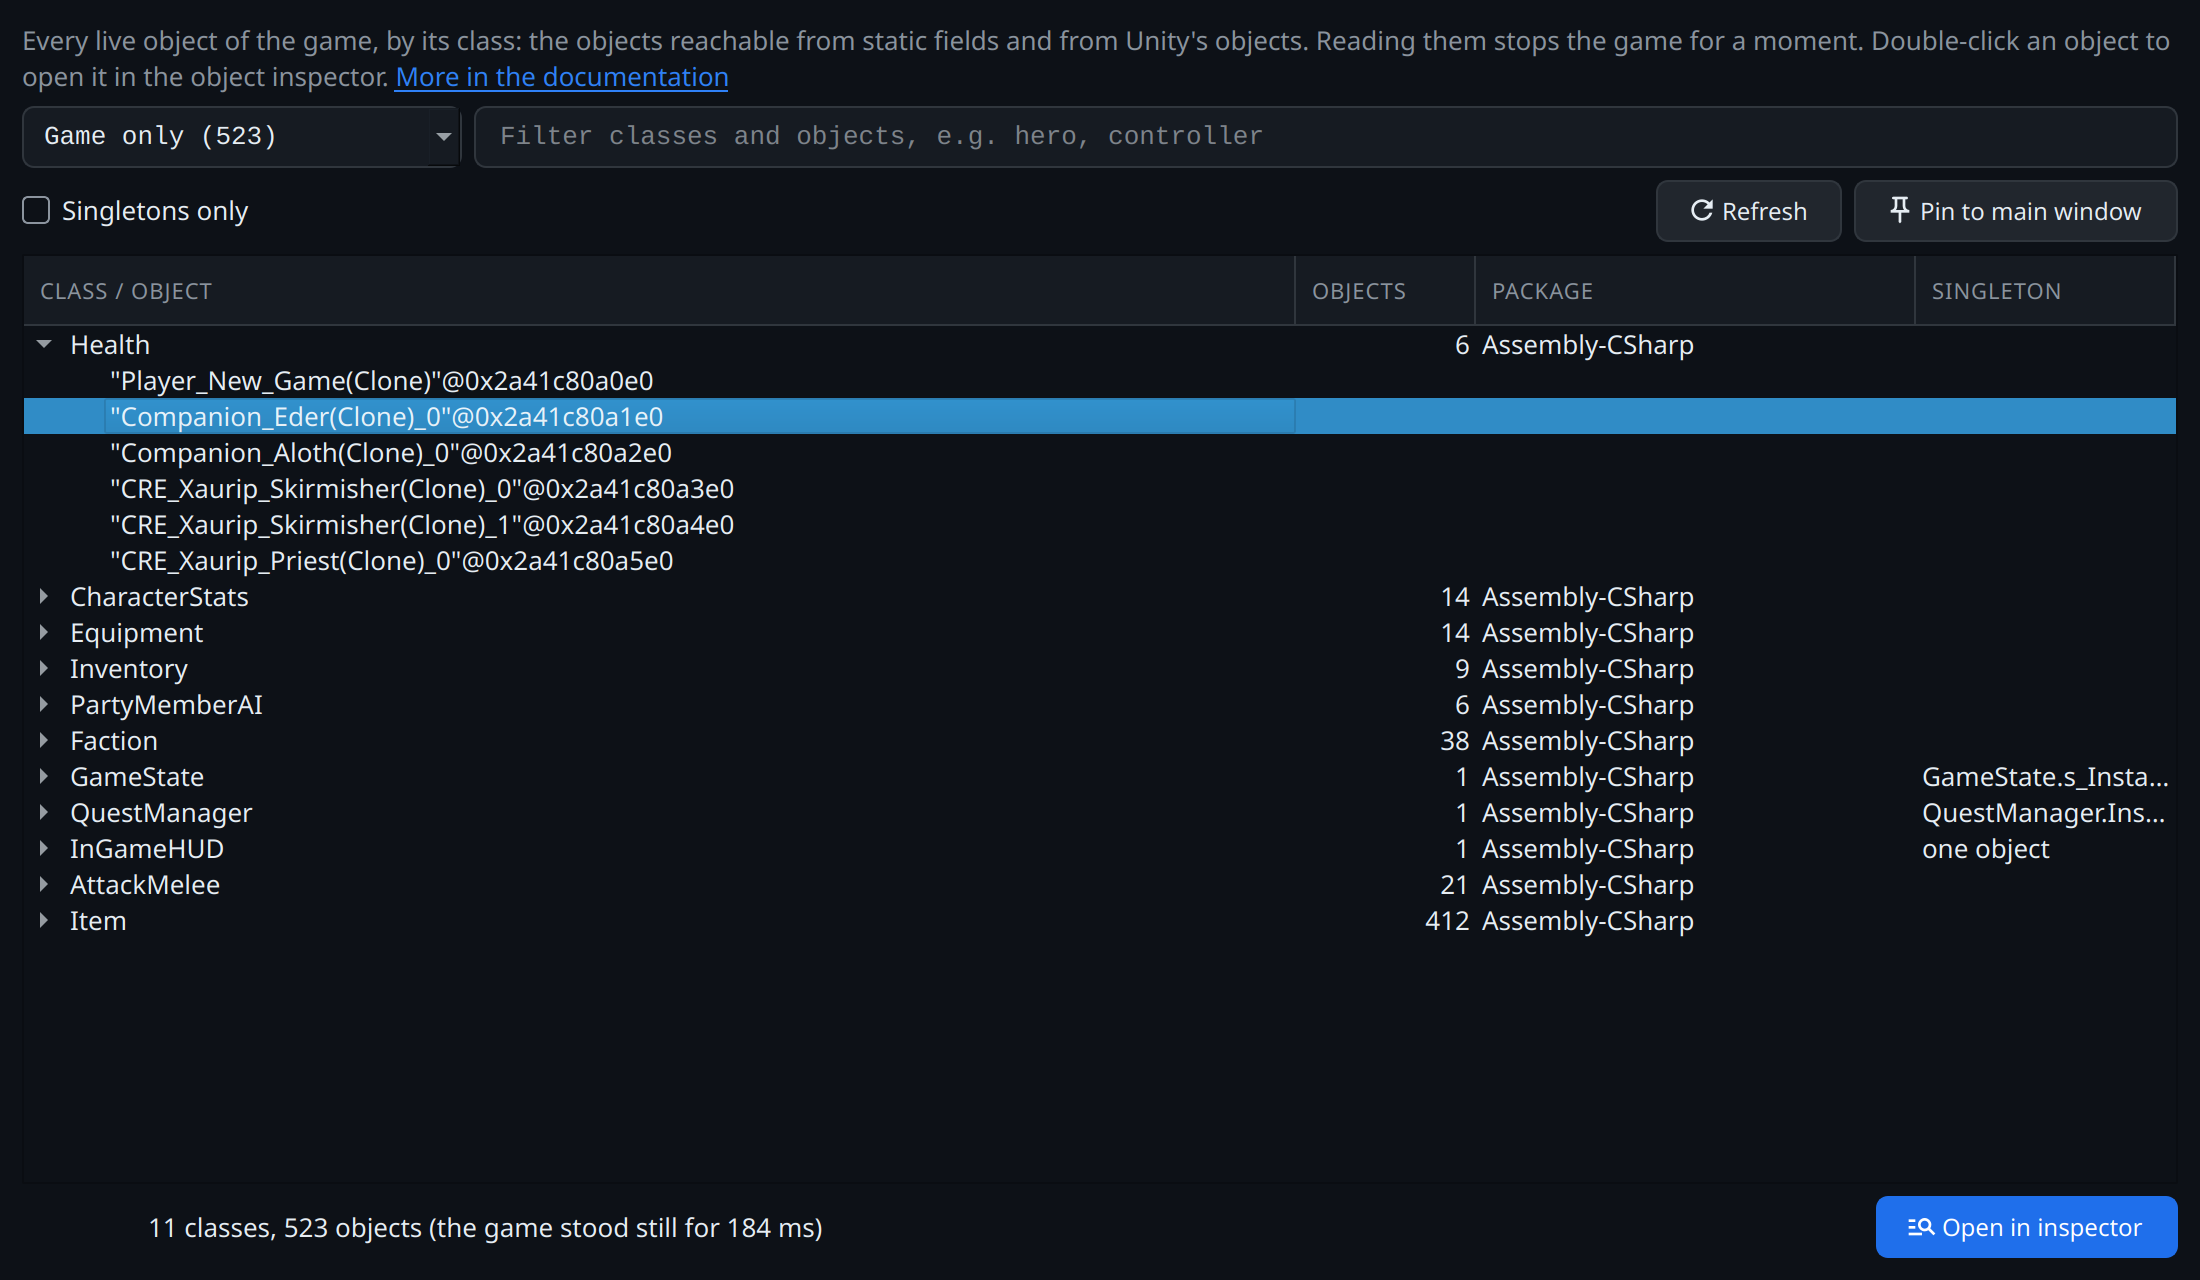 Every live object of the game, by its class: the objects reachable from static fields and from Unity's objects. Reading them stops the game for a moment. Double-click an object to
open it in the object inspector. More in the documentation
Game only (523) Filter classes and objects, e.g. hero, controller
Singletons only Refresh Pin to main window
CLASS / OBJECT OBJECTS PACKAGE SINGLETON
Health 6 Assembly-CSharp
"Player_New_Game(Clone)"@0x2a41c80a0e0
"Companion_Eder(Clone)_0"@0x2a41c80a1e0
"Companion_Aloth(Clone)_0"@0x2a41c80a2e0
"CRE_Xaurip_Skirmisher(Clone)_0"@0x2a41c80a3e0
"CRE_Xaurip_Skirmisher(Clone)_1"@0x2a41c80a4e0
"CRE_Xaurip_Priest(Clone)_0"@0x2a41c80a5e0
CharacterStats 14 Assembly-CSharp
Equipment 14 Assembly-CSharp
Inventory 9 Assembly-CSharp
PartyMemberAI 6 Assembly-CSharp
Faction 38 Assembly-CSharp
GameState 1 Assembly-CSharp GameState.s_Insta...
QuestManager 1 Assembly-CSharp QuestManager.Ins...
InGameHUD 1 Assembly-CSharp one object
AttackMelee 21 Assembly-CSharp
Item 412 Assembly-CSharp
11 classes, 523 objects (the game stood still for 184 ms) Open in inspector